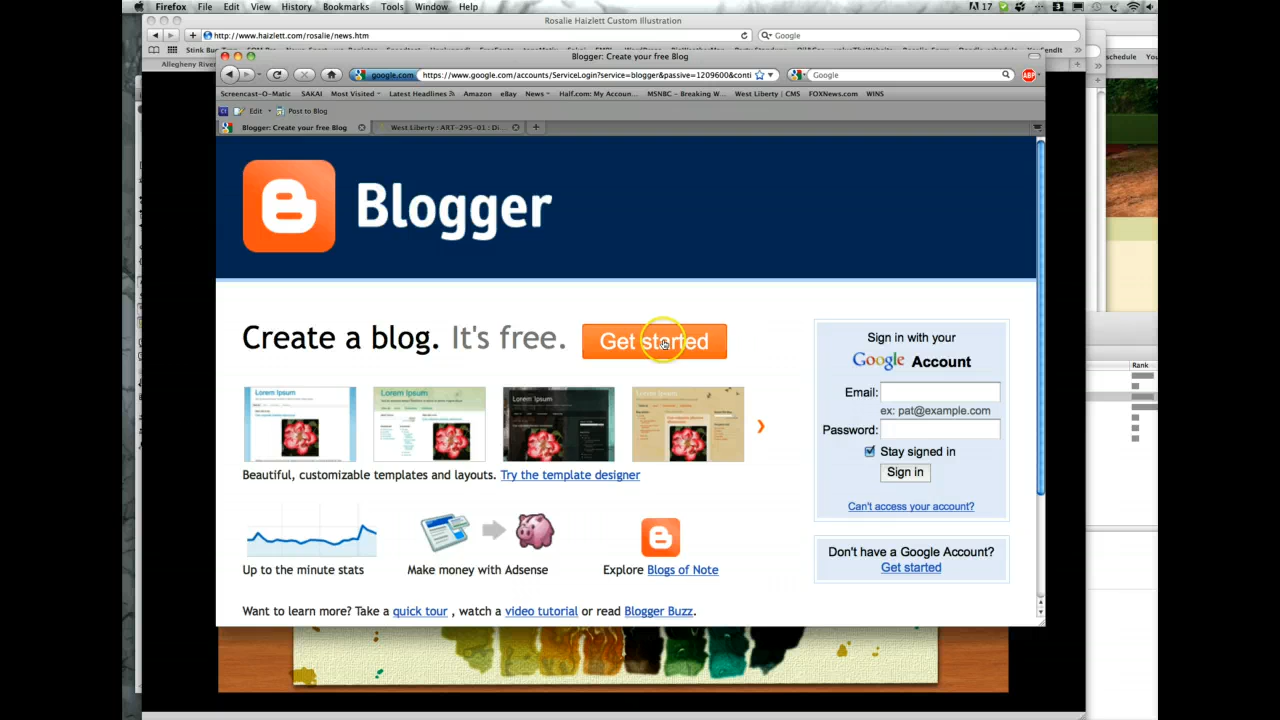 Firefox File Edit View History Bookmarks Tools Window Help
17
3
Rosalie Haizlett Custom Illustration
http://www.haizlett.com/rosalie/news.htm
Google
Allegheny River
Blogger: Create your free Blog
google.com
https://www.google.com/accounts/ServiceLogin?service=blogger&passive=1209600&conti
Google
ABP
Screencast-O-Matic SAKAI Most Visited Latest Headlines Amazon eBay News Half.com: My Accoun... MSNBC - Breaking W... West Liberty | CMS FOXNews.com WINS
Edit Post to Blog
Blogger: Create your free Blog
West Liberty : ART-295-01 : Di...
Blogger
Create a blog. It's free. Get started
Sign in with your
Google Account
Email:
ex: pat@example.com
Password:
Stay signed in
Sign in
Can't access your account?
Lorem Ipsum Lorem Ipsum Lorem Ipsum Lorem Ipsum
Beautiful, customizable templates and layouts. Try the template designer
Don't have a Google Account?
Get started
Up to the minute stats
Make money with Adsense
Explore Blogs of Note
Want to learn more? Take a quick tour , watch a video tutorial or read Blogger Buzz.
schedule
Rank